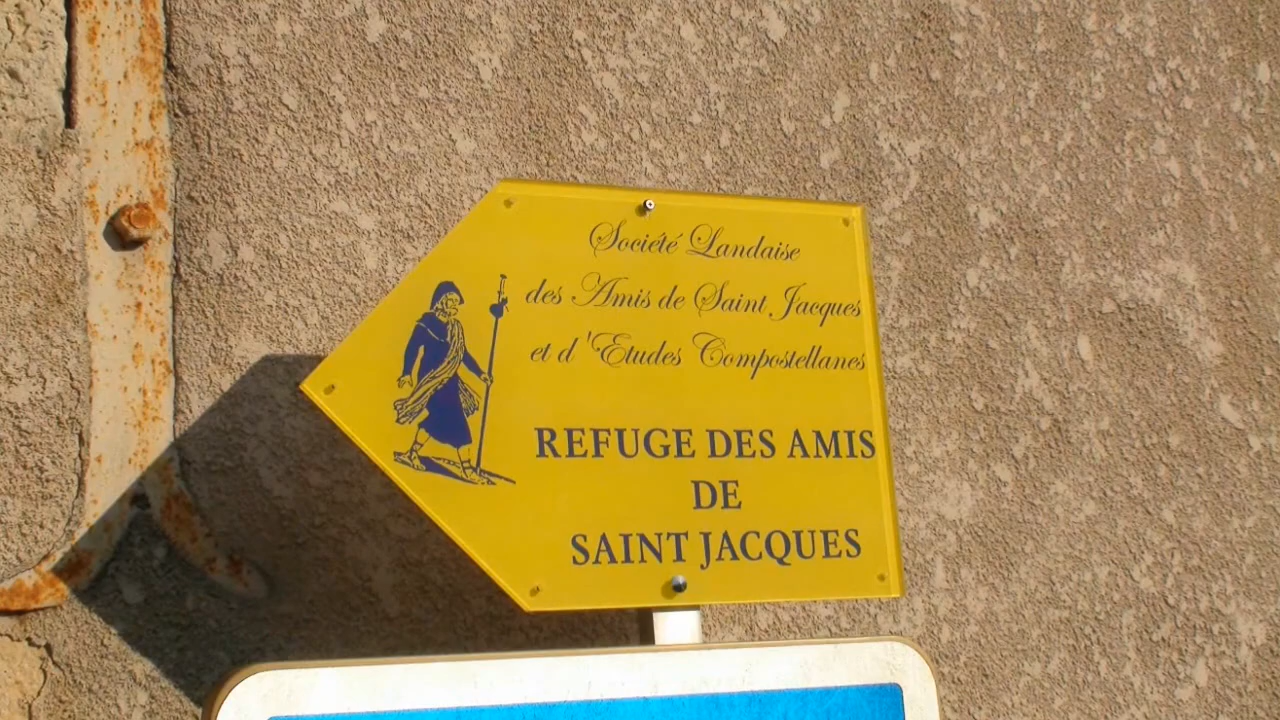 Société Landaise
des Amis de Saint Jacques
et d'Etudes Compostellanes
REFUGE DES AMIS
DE
SAINT JACQUES